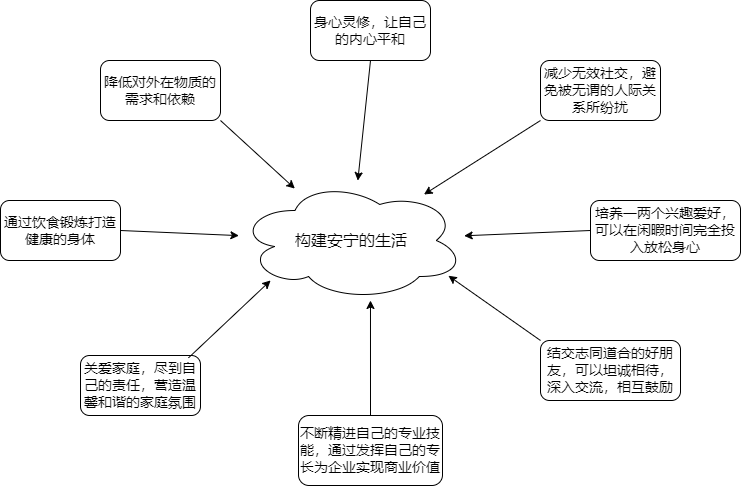 身心灵修，让自己
的内心平和
降低对外在物质的
需求和依赖
减少无效社交，避
免被无谓的人际关
系所纷扰
通过饮食锻炼打造
健康的身体
构建安宁的生活
培养一两个兴趣爱好，
可以在闲暇时间完全投
入放松身心
关爱家庭，尽到自
己的责任，营造温
馨和谐的家庭氛围
结交志同道合的好朋
友，可以坦诚相待，
深入交流，相互鼓励
不断精进自己的专业技
能，通过发挥自己的专
长为企业实现商业价值